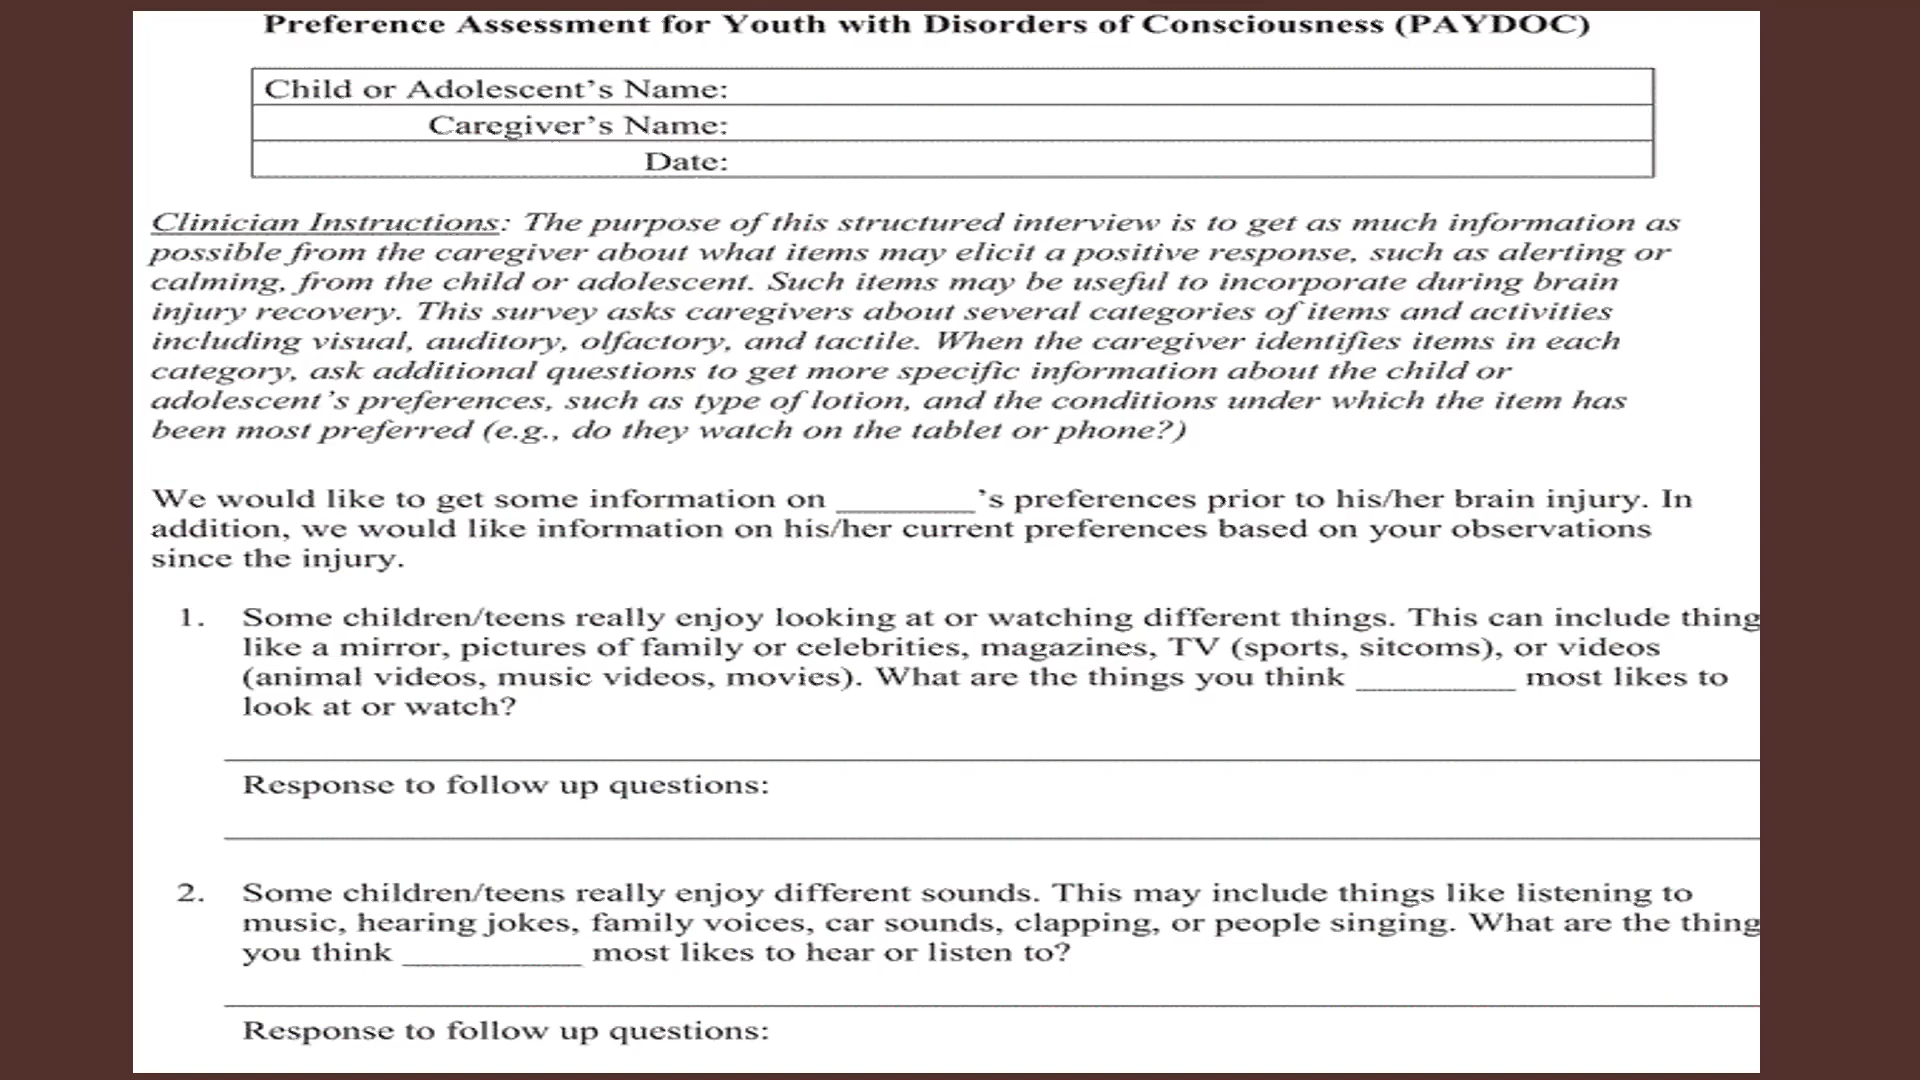 Preference Assessment for Youth with Disorders of Consciousness (PAYDOC)
Child or Adolescent's Name:
Caregiver's Name:
Date:
Clinician Instructions: The purpose of this structured interview is to get as much information as
possible from the caregiver about what items may elicit a positive response, such as alerting or
calming, from the child or adolescent. Such items may be useful to incorporate during brain
injury recovery. This survey asks caregivers about several categories of items and activities
including visual, auditory, olfactory, and tactile. When the caregiver identifies items in each
category, ask additional questions to get more specific information about the child or
adolescent's preferences, such as type of lotion, and the conditions under which the item has
been most preferred (e.g., do they watch on the tablet or phone?)
We would like to get some information on _________'s preferences prior to his/her brain injury. In
addition, we would like information on his/her current preferences based on your observations
since the injury.
1. Some children/teens really enjoy looking at or watching different things. This can include thing
like a mirror, pictures of family or celebrities, magazines, TV (sports, sitcoms), or videos
(animal videos, music videos, movies). What are the things you think __________ most likes to
look at or watch?
Response to follow up questions:
2. Some children/teens really enjoy different sounds. This may include things like listening to
music, hearing jokes, family voices, car sounds, clapping, or people singing. What are the thing
you think ___________ most likes to hear or listen to?
Response to follow up questions: